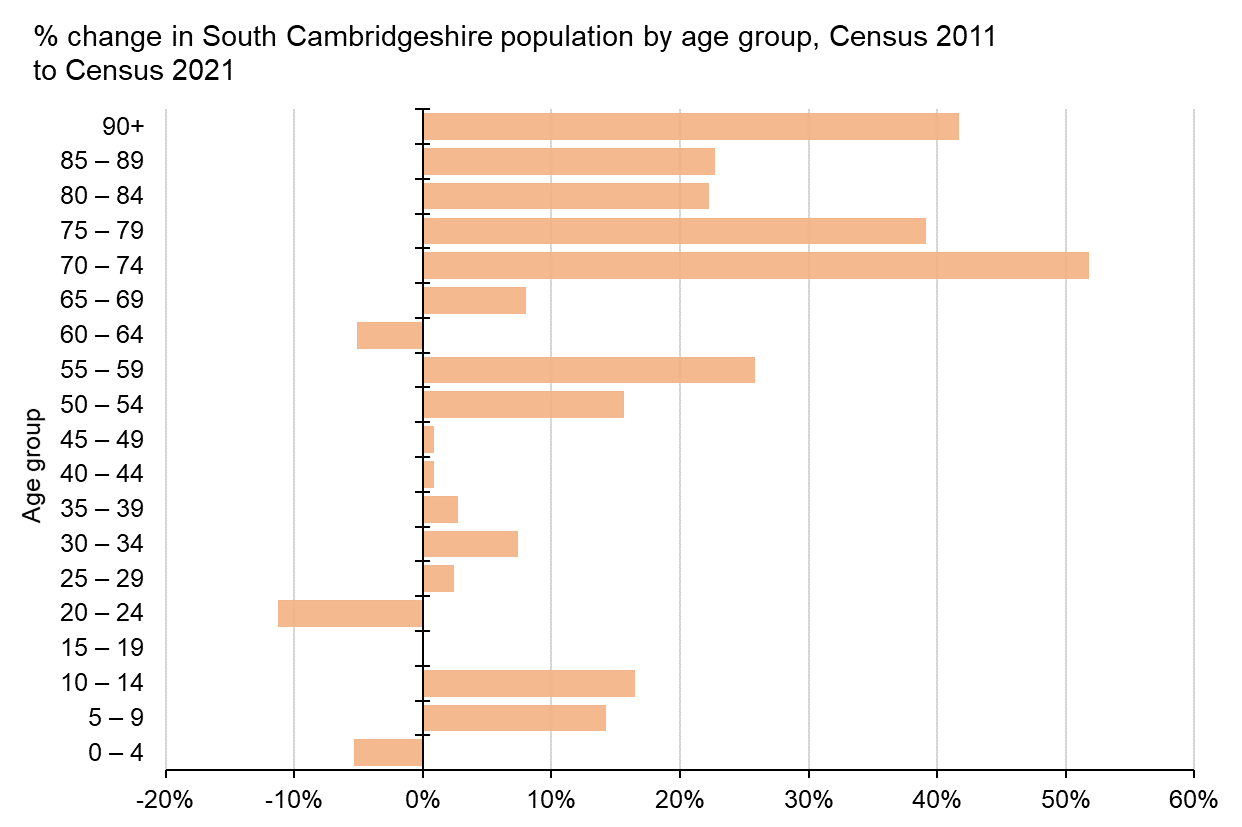 % change in South Cambridgeshire population by age group, Census 2011
to Census 2021
Age group
90+
85 – 89
80 – 84
75 – 79
70 – 74
65 – 69
60 – 64
55 – 59
50 – 54
45 – 49
40 – 44
35 – 39
30 – 34
25 – 29
20 – 24
15 – 19
10 – 14
5 – 9
0 – 4
-20% -10% 0% 10% 20% 30% 40% 50% 60%